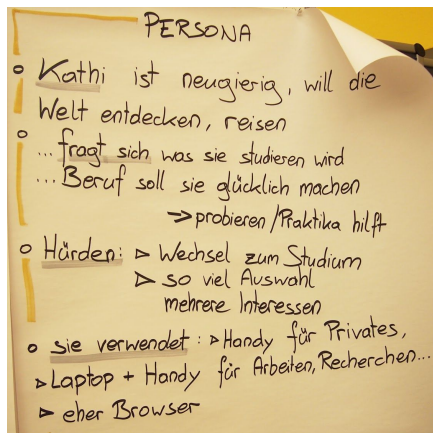 PERSONA
o Kathi ist neugierig, will die
Welt entdecken, reisen
o ... fragt sich was sie studieren wird
... Beruf soll sie glücklich machen
→ probieren/Praktika hilft
o Hürden: ▷ Wechsel zum Studium
▷ so viel Auswahl
mehrere Interessen
o sie verwendet: ▷ Handy für Privates,
▷ Laptop + Handy für Arbeiten, Recherchen...
▷ eher Browser